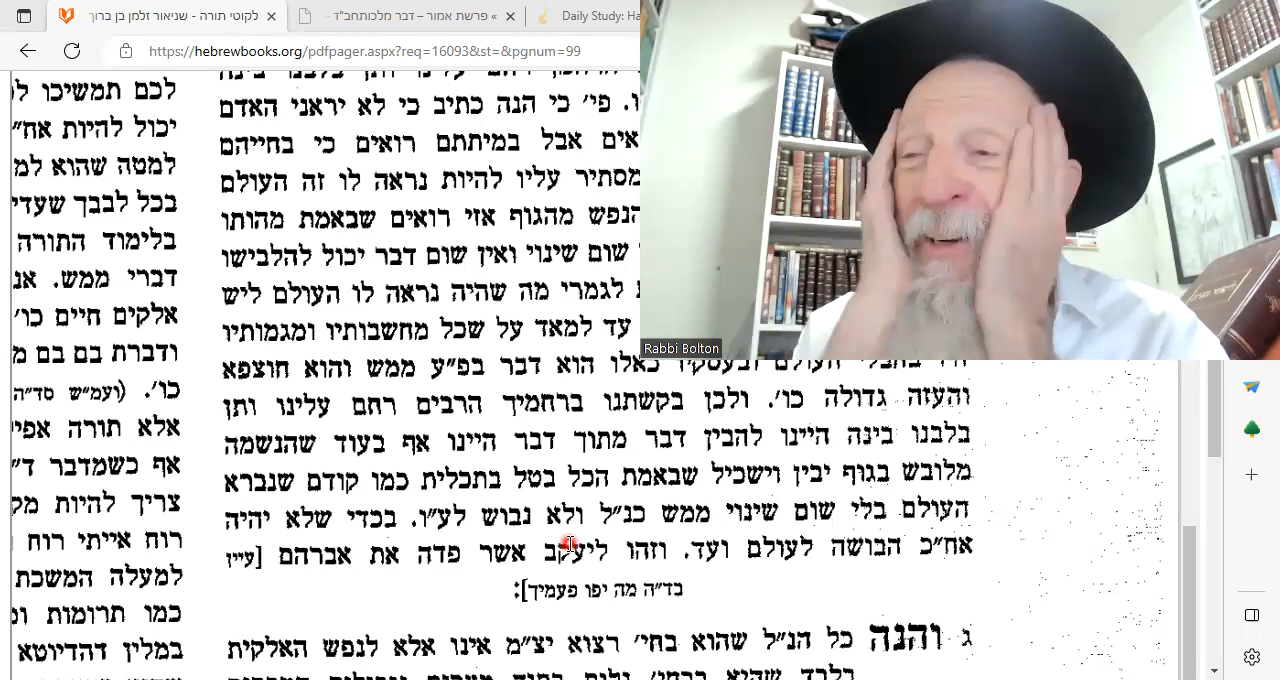 לקוטי תורה - שניאור זלמן בן ברוך
» פרשת אמור – דבר מלכותחב"ד -
Daily Study: Ha
https://hebrewbooks.org/pdfpager.aspx?req=16093&st=&pgnum=99
Rabbi Bolton
ו. פי' כי הנה כתיב כי לא יראני האדם
אים אבל במיתתם רואים כי בחייהם
מסתיר עליו להיות נראה לו זה העולם
הנפש מהגוף אזי רואים שבאמת מהותו
שום שינוי ואין שום דבר יכול להלבישו
לגמרי מה שהיה נראה לו העולם ליש
עד למאד על שכל מחשבותיו ומגמותיו
כאלו הוא דבר בפ"ע ממש והוא חוצפא
והעזה גדולה כו'. ולכן בקשתנו ברחמיך הרבים רחם עלינו ותן
בלבנו בינה היינו להבין דבר מתוך דבר היינו אף בעוד שהנשמה
מלובש בגוף יבין וישכיל שבאמת הכל בטל בתכלית כמו קודם שנברא
העולם בלי שום שינוי ממש כנ"ל ולא נבוש לע"ו. בכדי שלא יהיה
אח"כ הבושה לעולם ועד. וזהו ליעקב אשר פדה את אברהם [עיין
בד"ה מה יפו פעמיך]:
ג והנה כל הנ"ל שהוא בחי' רצוא יצ"מ אינו אלא לנפש האלקית
לכם תמשיכו
יכול להיות אח"
למטה שהוא
בכל לבבך
בלימוד התורה
דברי ממש.
אלקים חיים כו'
ודברת בם בם
כו'. (ועמ"ש סד"ה
אלא תורה
אף כשמדבר
צריך להיות
רוח אייתי רוח
למעלה המשכת
כמו תרומות
במלין דהדיוטא